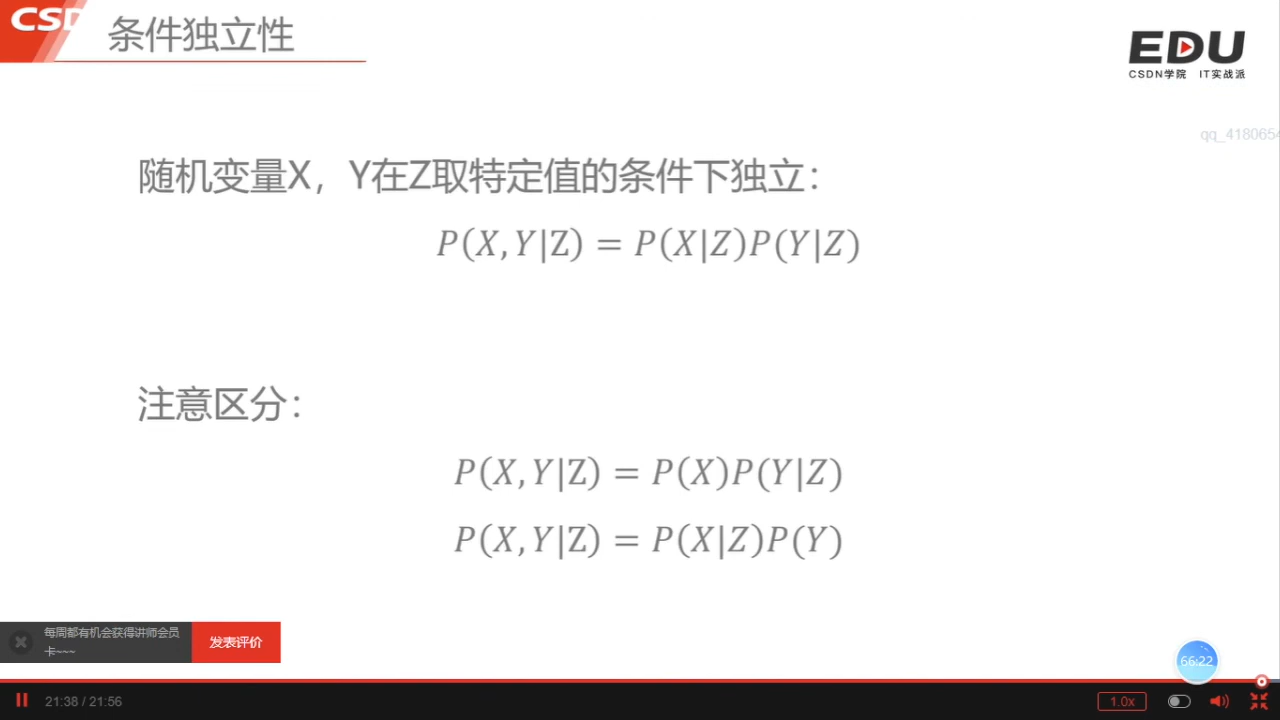 CSD
条件独立性
EDU
CSDN学院 IT实战派
qq_4180654
随机变量X，Y在Z取特定值的条件下独立：
P(X,Y|Z) = P(X|Z)P(Y|Z)
注意区分：
P(X,Y|Z) = P(X)P(Y|Z)
P(X,Y|Z) = P(X|Z)P(Y)
每周都有机会获得讲师会员
卡~~~
发表评价
66:22
21:38 / 21:56
1.0x